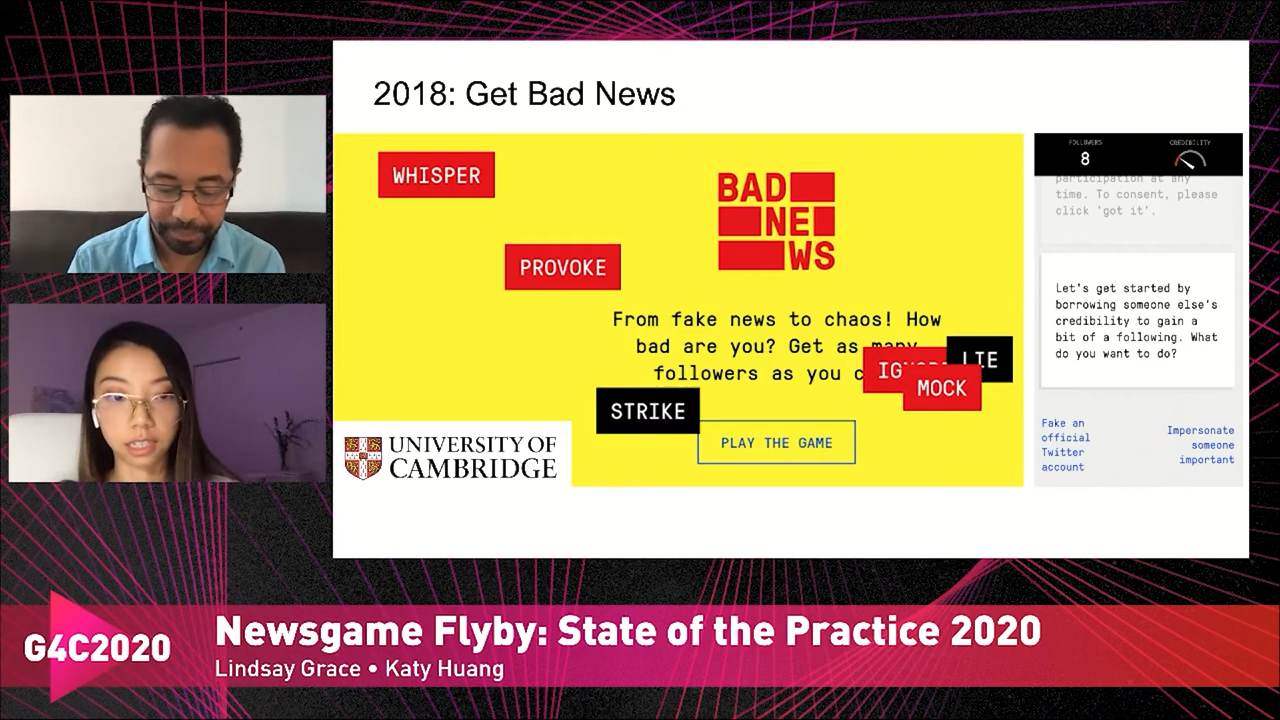 2018: Get Bad News
WHISPER
PROVOKE
BAD
NE
WS
From fake news to chaos! How
bad are you? Get as many
followers as you
LIE
MOCK
STRIKE
PLAY THE GAME
UNIVERSITY OF
CAMBRIDGE
FOLLOWERS
8
CREDIBILITY
participation at any
time. To consent, please
click 'got it'.
Let's get started by
borrowing someone else's
credibility to gain a
bit of a following. What
do you want to do?
Fake an
official
Twitter
account
Impersonate
someone
important
G4C2020
Newsgame Flyby: State of the Practice 2020
Lindsay Grace • Katy Huang